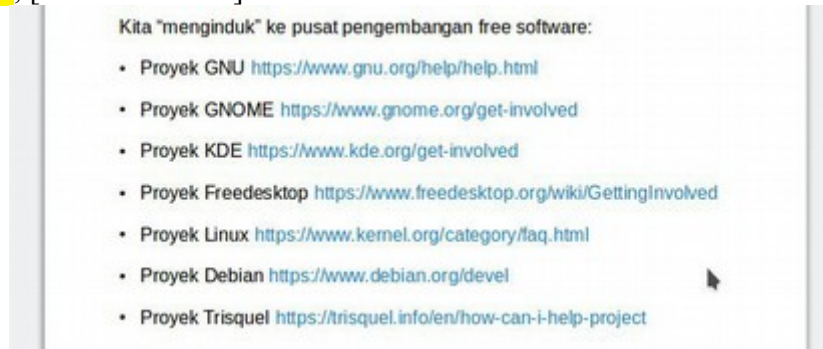 Kita “menginduk” ke pusat pengembangan free software:
• Proyek GNU https://www.gnu.org/help/help.html
• Proyek GNOME https://www.gnome.org/get-involved
• Proyek KDE https://www.kde.org/get-involved
• Proyek Freedesktop https://www.freedesktop.org/wiki/GettingInvolved
• Proyek Linux https://www.kernel.org/category/faq.html
• Proyek Debian https://www.debian.org/devel
• Proyek Trisquel https://trisquel.info/en/how-can-i-help-project